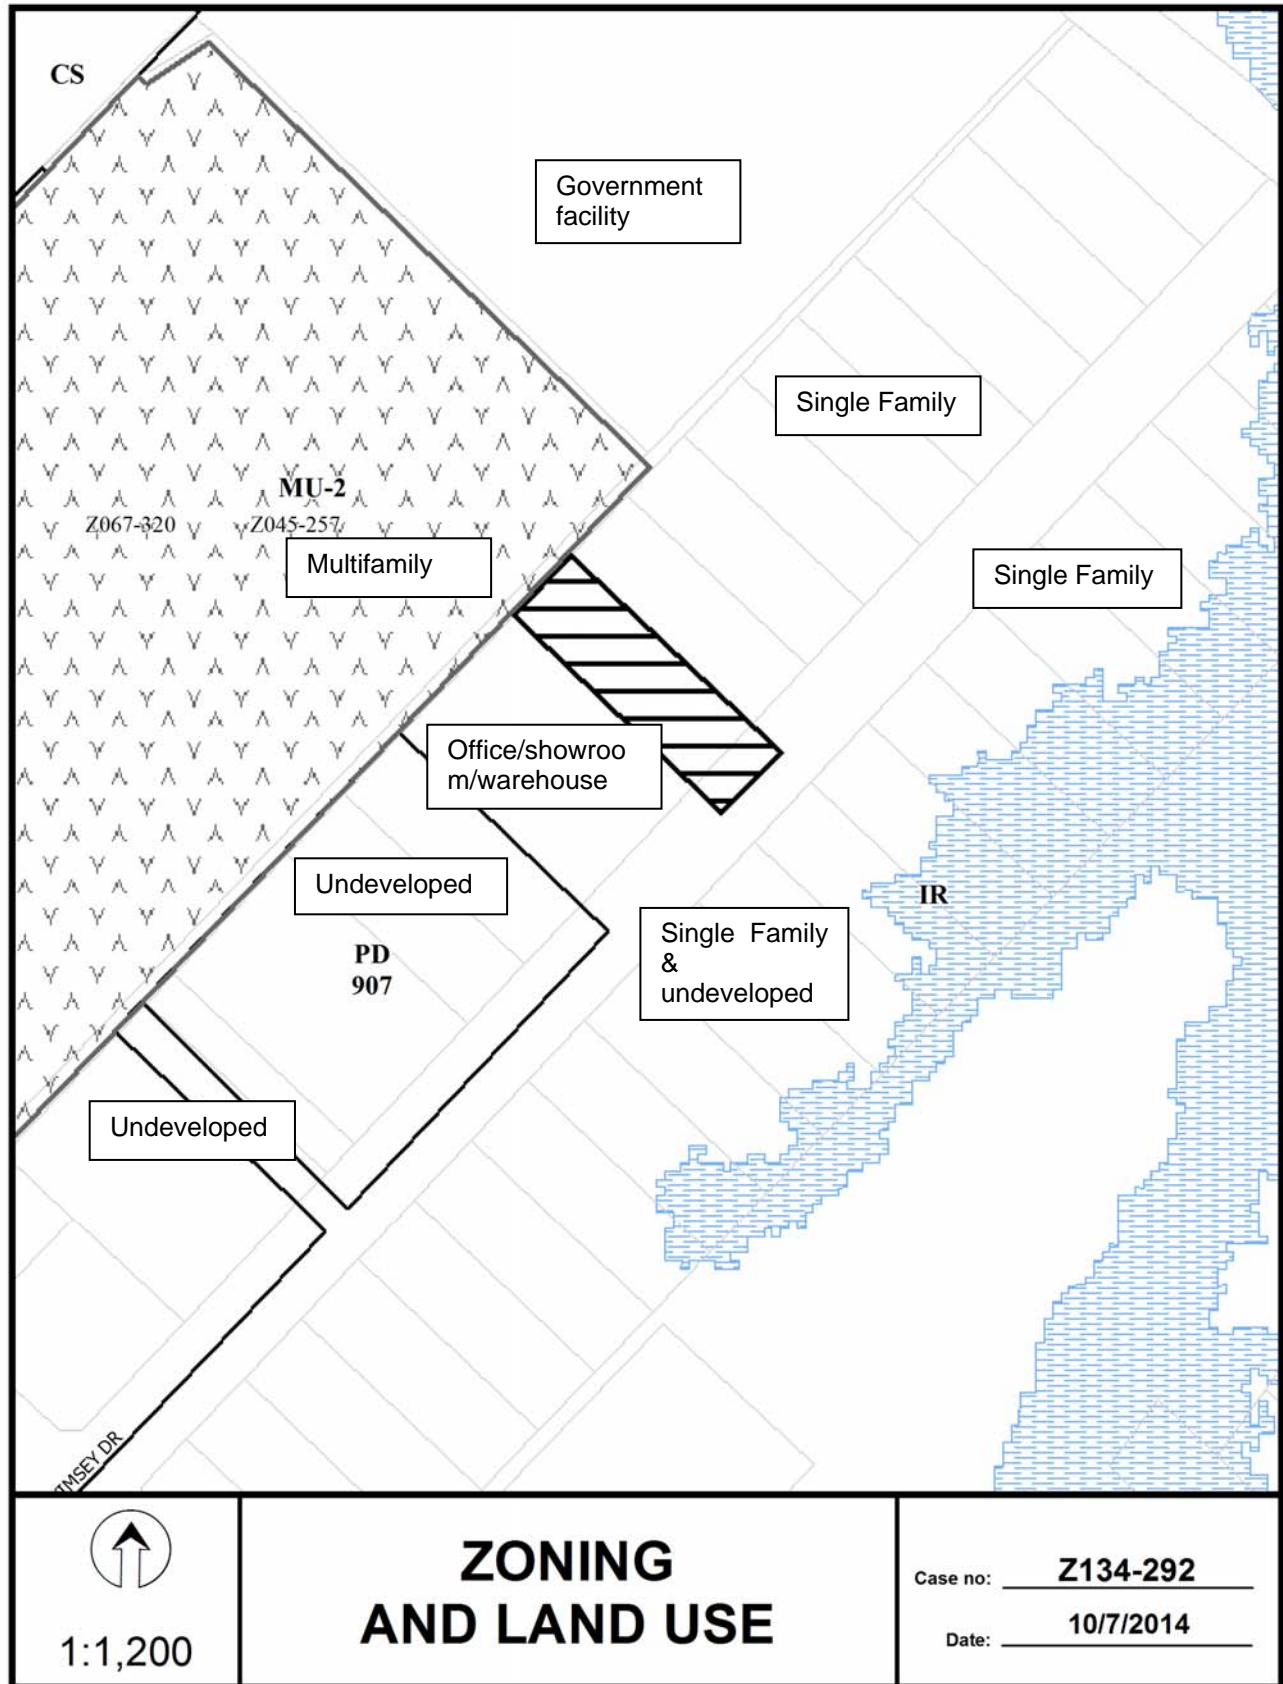 CS
Government
facility
Single Family
MU-2
Z067-320
Z045-257
Multifamily
Single Family
Office/showroo
m/warehouse
Undeveloped
IR
Single Family
&
undeveloped
PD
907
Undeveloped
1:1,200
ZONING
AND LAND USE
Case no: Z134-292
Date: 10/7/2014